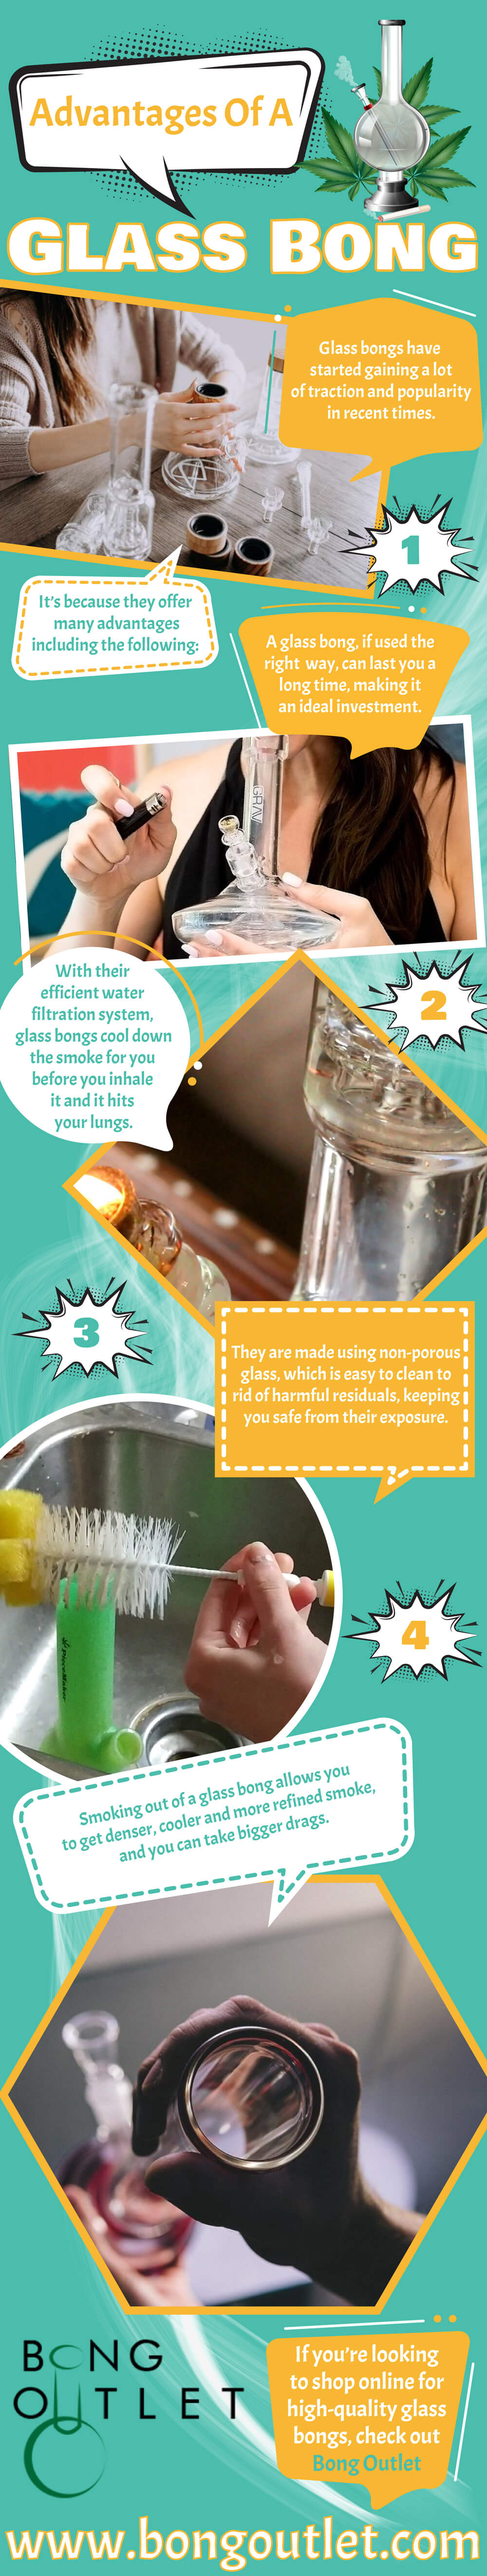 Advantages Of A
GLASS BONG
Glass bongs have
started gaining a lot
of traction and popularity
in recent times.
1
It's because they offer
many advantages
including the following:
A glass bong, if used the
right way, can last you a
long time, making it
an ideal investment.
GRAV
With their
efficient water
filtration system,
glass bongs cool down
the smoke for you
before you inhale
it and it hits
your lungs.
2
3
They are made using non-porous
glass, which is easy to clean to
rid of harmful residuals, keeping
you safe from their exposure.
4
Smoking out of a glass bong allows you
to get denser, cooler and more refined smoke,
and you can take bigger drags.
BONG
OUTLET
If you're looking
to shop online for
high-quality glass
bongs, check out
Bong Outlet
www.bongoutlet.com